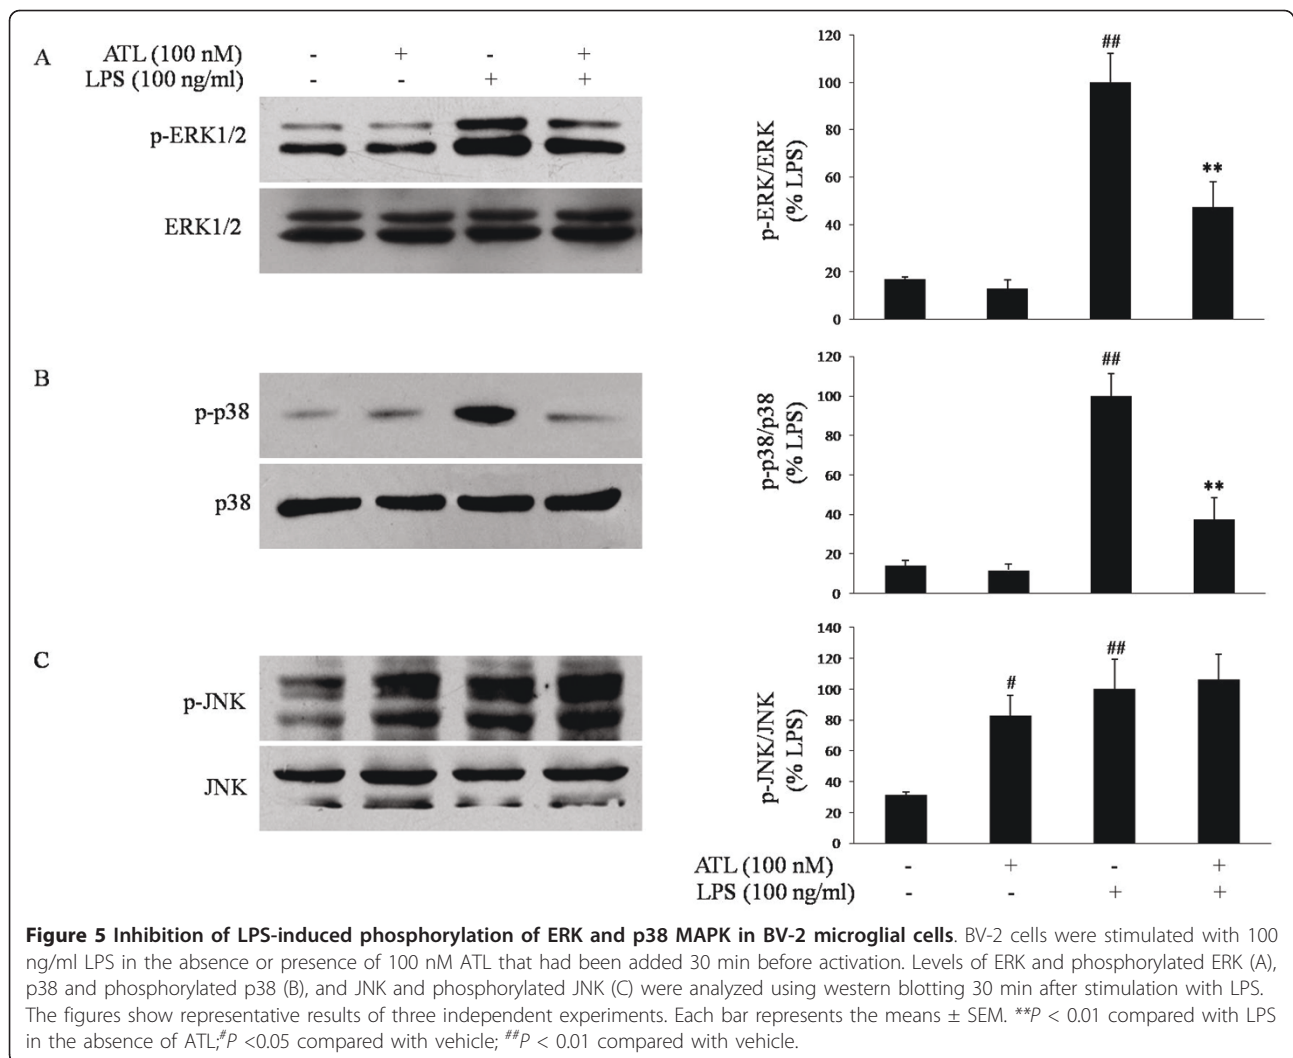 A
ATL (100 nM) - + - +
LPS (100 ng/ml) - - + +
p-ERK1/2
ERK1/2
120
100
80
60
40
20
0
p-ERK/ERK
(% LPS)
##
**
B
p-p38
p38
120
100
80
60
40
20
0
p-p38/p38
(% LPS)
##
**
C
p-JNK
JNK
140
120
100
80
60
40
20
0
p-JNK/JNK
(% LPS)
#
##
ATL (100 nM) - + - +
LPS (100 ng/ml) - - + +
Figure 5 Inhibition of LPS-induced phosphorylation of ERK and p38 MAPK in BV-2 microglial cells. BV-2 cells were stimulated with 100
ng/ml LPS in the absence or presence of 100 nM ATL that had been added 30 min before activation. Levels of ERK and phosphorylated ERK (A),
p38 and phosphorylated p38 (B), and JNK and phosphorylated JNK (C) were analyzed using western blotting 30 min after stimulation with LPS.
The figures show representative results of three independent experiments. Each bar represents the means ± SEM. **P < 0.01 compared with LPS
in the absence of ATL;#P <0.05 compared with vehicle; ##P < 0.01 compared with vehicle.